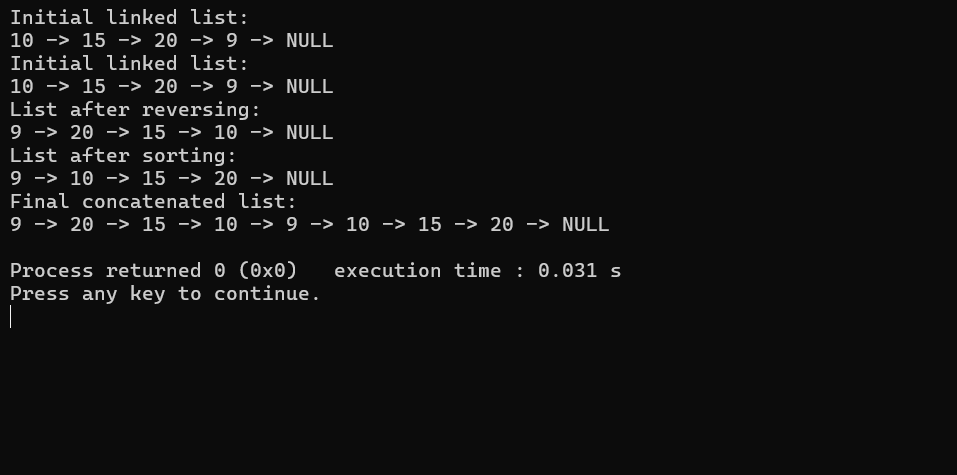 Initial linked list:
10 -> 15 -> 20 -> 9 -> NULL
Initial linked list:
10 -> 15 -> 20 -> 9 -> NULL
List after reversing:
9 -> 20 -> 15 -> 10 -> NULL
List after sorting:
9 -> 10 -> 15 -> 20 -> NULL
Final concatenated list:
9 -> 20 -> 15 -> 10 -> 9 -> 10 -> 15 -> 20 -> NULL

Process returned 0 (0x0)   execution time : 0.031 s
Press any key to continue.